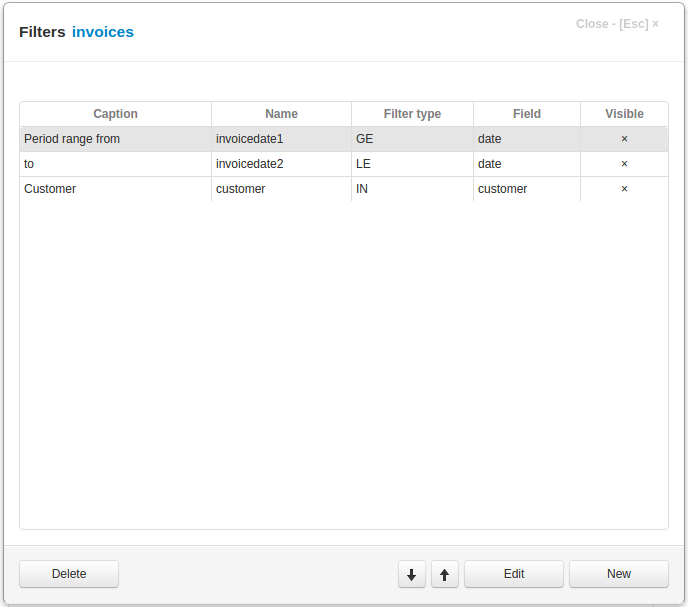 Filters invoices
Close - [Esc] ×
Caption Name Filter type Field Visible
Period range from invoicedate1 GE date ×
to invoicedate2 LE date ×
Customer customer IN customer ×
Delete Edit New